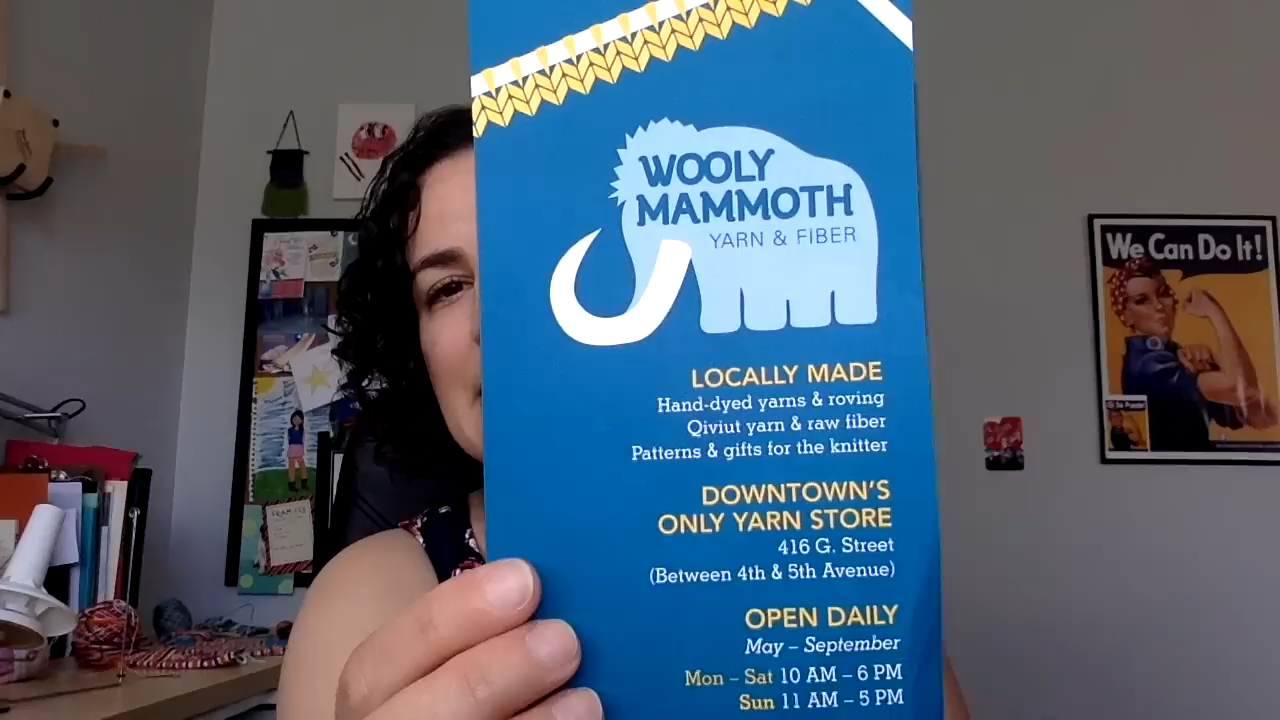 WOOLY
MAMMOTH
YARN & FIBER
LOCALLY MADE
Hand-dyed yarns & roving
Qiviut yarn & raw fiber
Patterns & gifts for the knitter
DOWNTOWN'S
ONLY YARN STORE
416 G. Street
(Between 4th & 5th Avenue)
OPEN DAILY
May – September
Mon – Sat 10 AM – 6 PM
Sun 11 AM – 5 PM
We Can Do It!